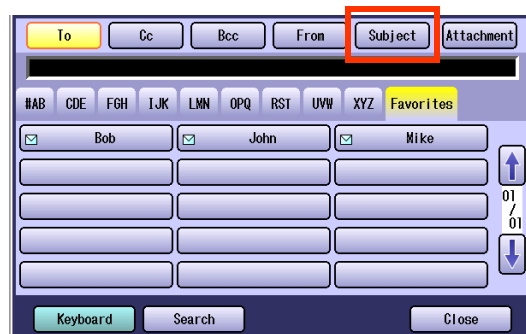 To Cc Bcc From Subject Attachment
#AB CDE FGH IJK LMN OPQ RST UVW XYZ Favorites
Bob John Mike
01
/
01
Keyboard Search Close